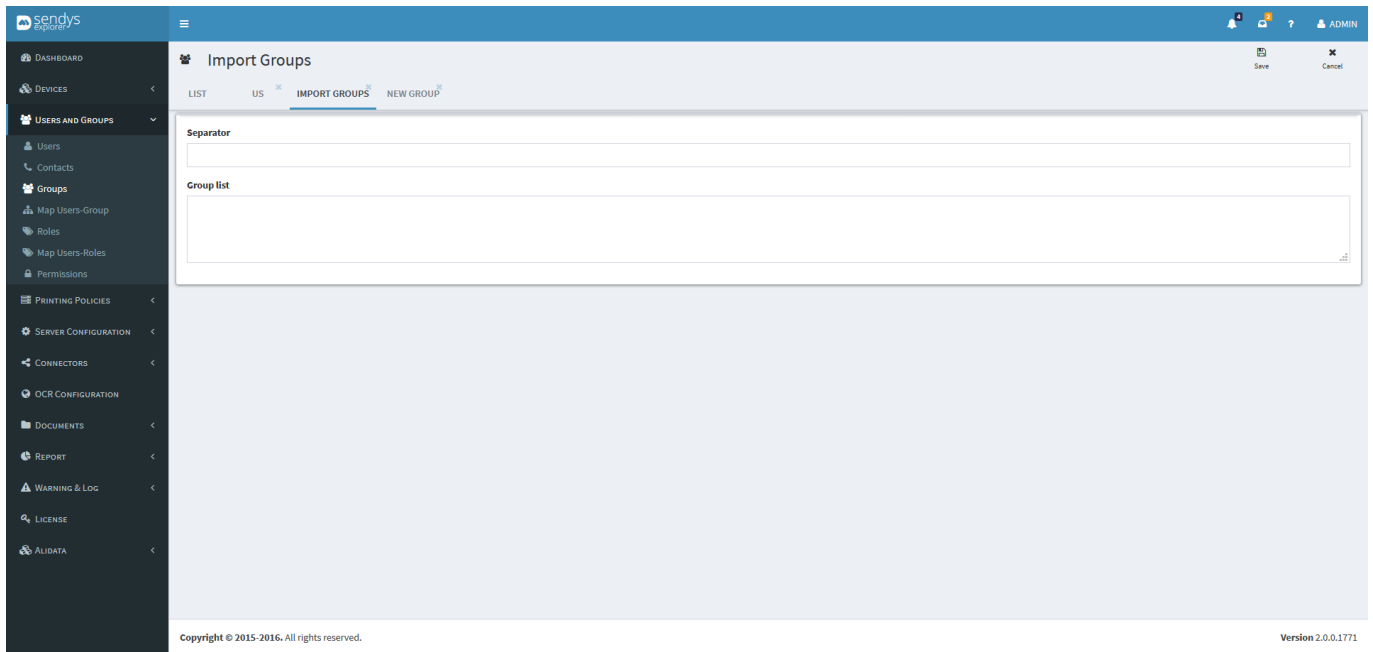 sendys
explorer
4
2
?
ADMIN
Dashboard
Devices
Users and Groups
Users
Contacts
Groups
Map Users-Group
Roles
Map Users-Roles
Permissions
Printing Policies
Server Configuration
Connectors
OCR Configuration
Documents
Report
Warning & Log
License
Alidata
Import Groups
Save
Cancel
LIST
US
IMPORT GROUPS
NEW GROUP
Separator
Group list
Copyright © 2015-2016. All rights reserved.
Version 2.0.0.1771